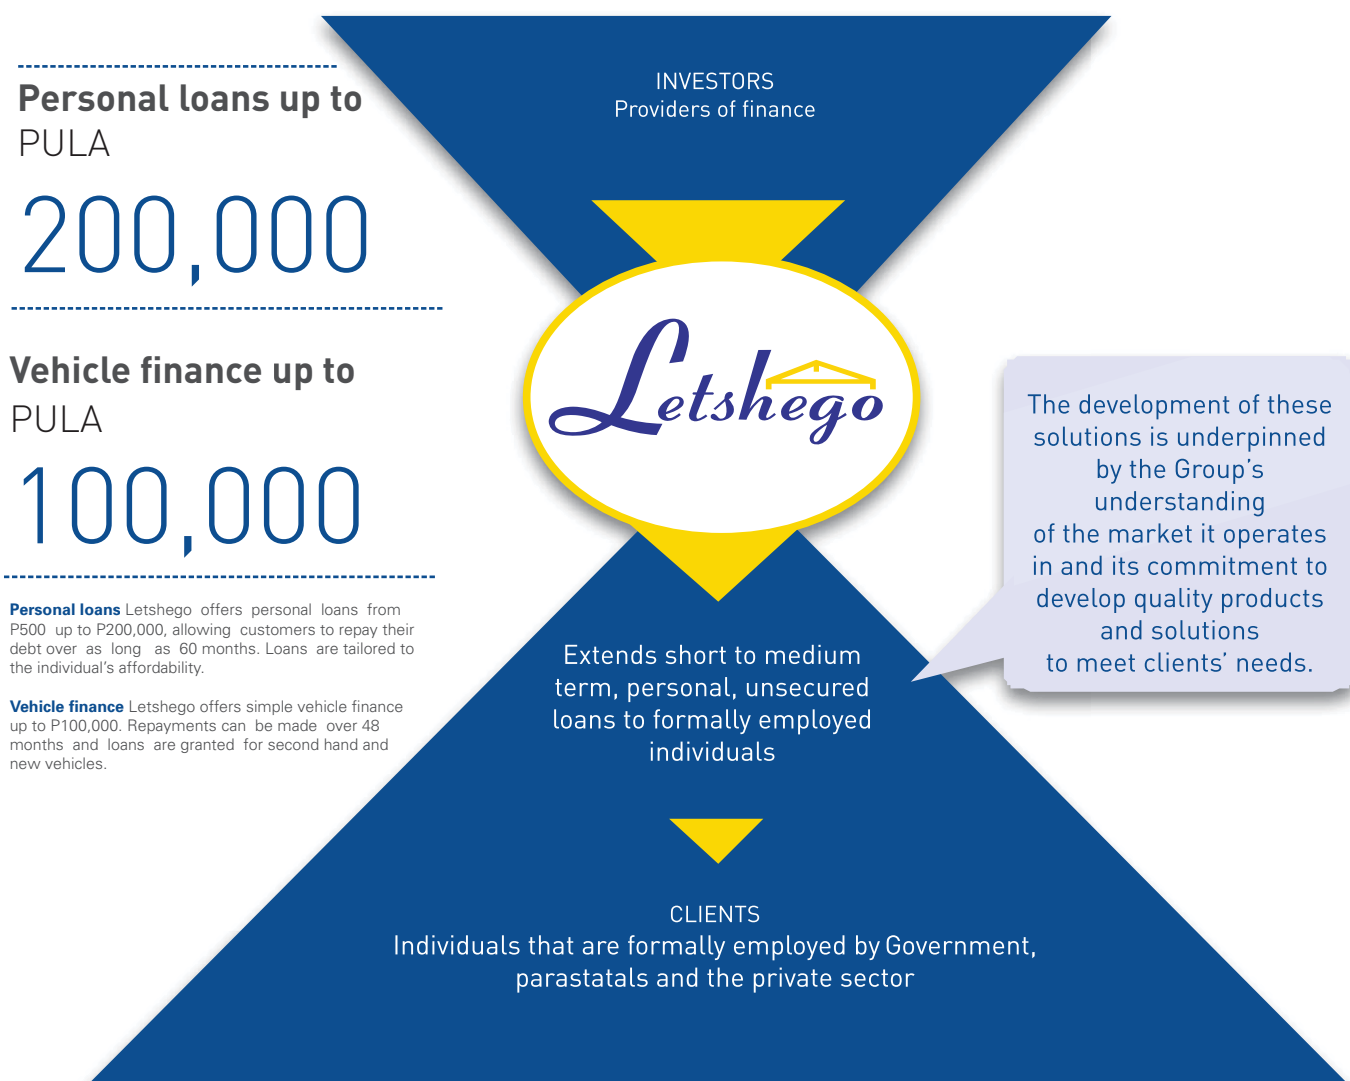 Personal loans up to
PULA
200,000
Vehicle finance up to
PULA
100,000
Personal loans Letshego offers personal loans from
P500 up to P200,000, allowing customers to repay their
debt over as long as 60 months. Loans are tailored to
the individual's affordability.
Vehicle finance Letshego offers simple vehicle finance
up to P100,000. Repayments can be made over 48
months and loans are granted for second hand and
new vehicles.
INVESTORS
Providers of finance
Letshego
Extends short to medium
term, personal, unsecured
loans to formally employed
individuals
CLIENTS
Individuals that are formally employed by Government,
parastatals and the private sector
The development of these
solutions is underpinned
by the Group's
understanding
of the market it operates
in and its commitment to
develop quality products
and solutions
to meet clients' needs.